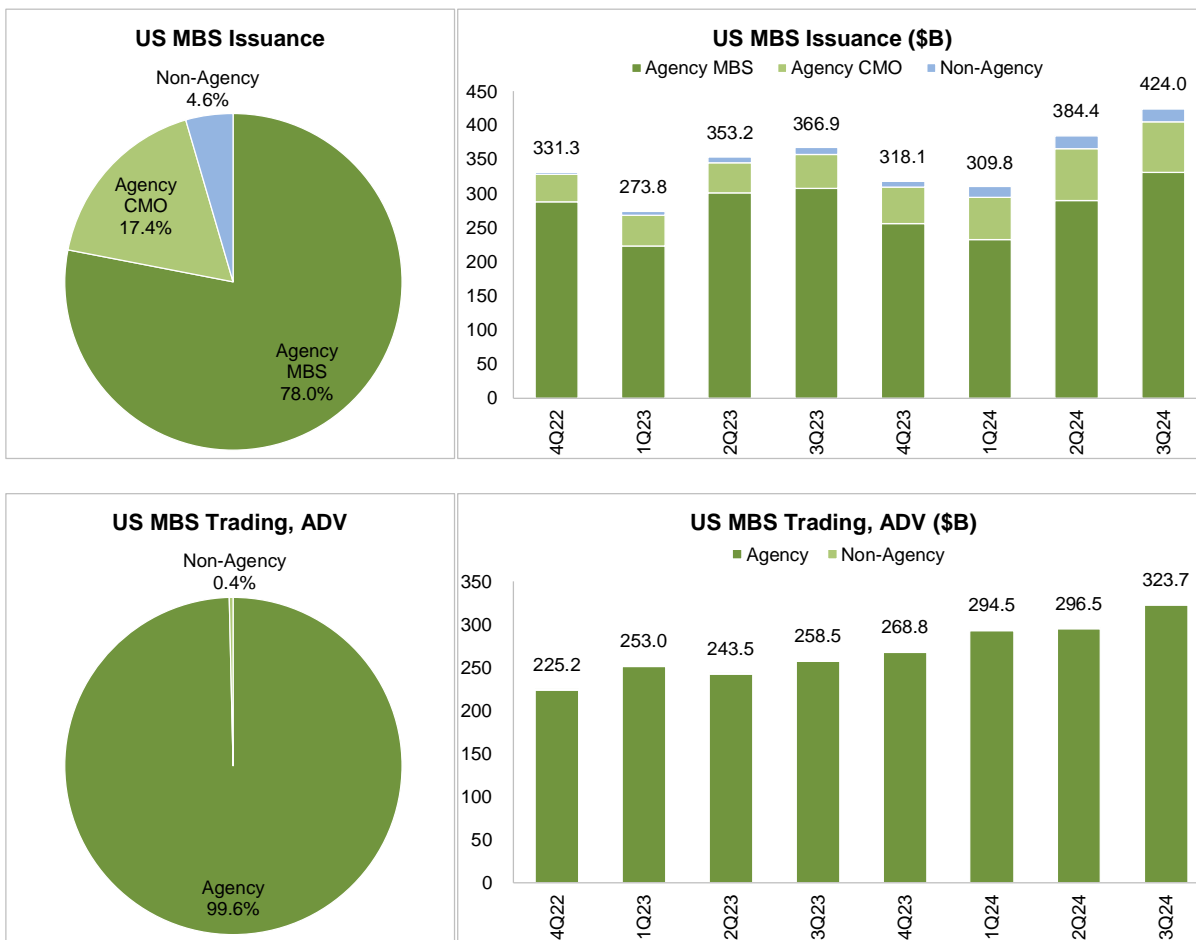 US MBS Issuance
Non-Agency
4.6%
Agency
CMO
17.4%
Agency
MBS
78.0%
US MBS Issuance ($B)
Agency MBS Agency CMO Non-Agency
450
400
350
300
250
200
150
100
50
0
331.3
273.8
353.2
366.9
318.1
309.8
384.4
424.0
4Q22
1Q23
2Q23
3Q23
4Q23
1Q24
2Q24
3Q24
US MBS Trading, ADV
Non-Agency
0.4%
Agency
99.6%
US MBS Trading, ADV ($B)
Agency Non-Agency
350
300
250
200
150
100
50
0
225.2
253.0
243.5
258.5
268.8
294.5
296.5
323.7
4Q22
1Q23
2Q23
3Q23
4Q23
1Q24
2Q24
3Q24